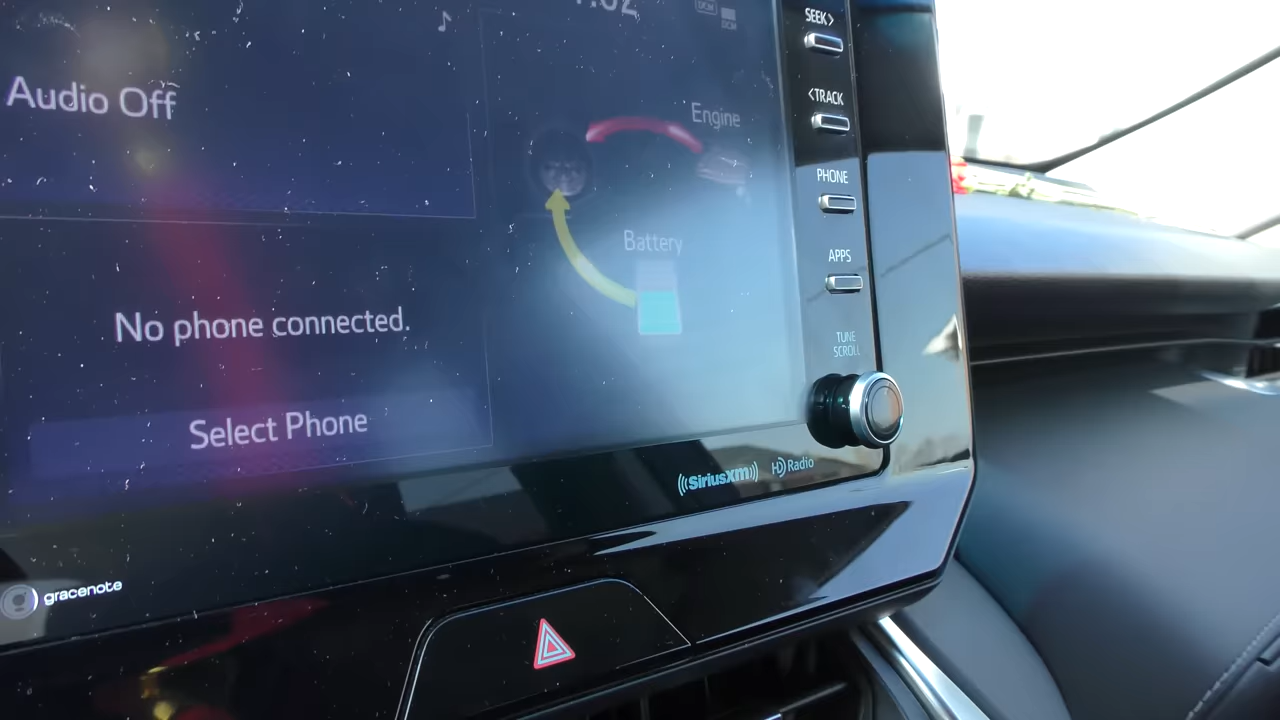 Audio Off
No phone connected.
Select Phone
Engine
Battery
SEEK>
<TRACK
PHONE
APPS
TUNE
SCROLL
SiriusXM
HD Radio
gracenote